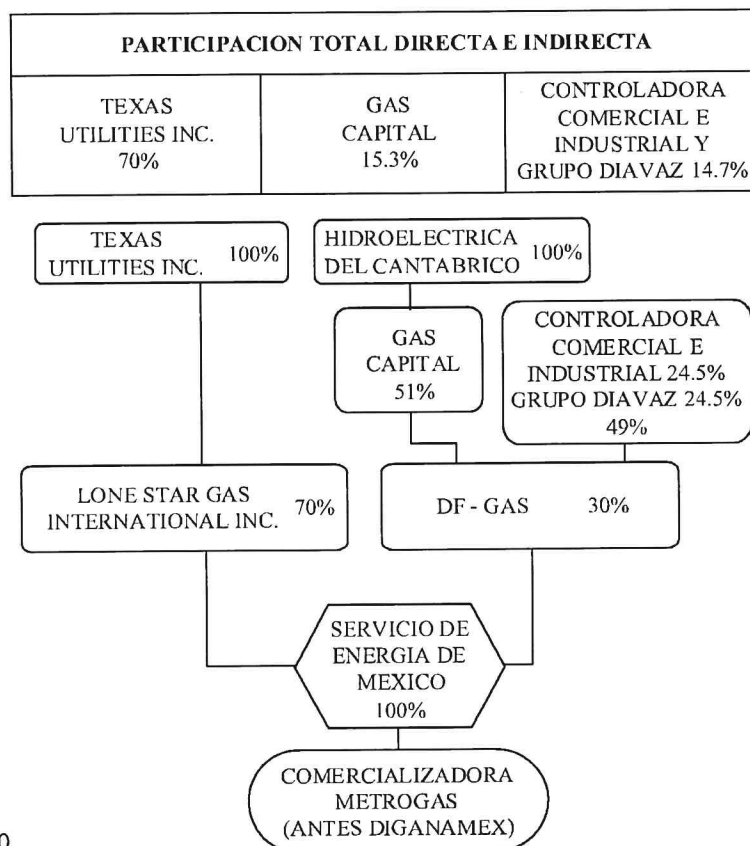 PARTICIPACION TOTAL DIRECTA E INDIRECTA
TEXAS
UTILITIES INC.
70%
GAS
CAPITAL
15.3%
CONTROLADORA
COMERCIAL E
INDUSTRIAL Y
GRUPO DIAVAZ 14.7%
TEXAS
UTILITIES INC. 100%
HIDROELECTRICA
DEL CANTABRICO 100%
GAS
CAPITAL
51%
CONTROLADORA
COMERCIAL E
INDUSTRIAL 24.5%
GRUPO DIAVAZ 24.5%
49%
LONE STAR GAS
INTERNATIONAL INC. 70%
DF - GAS 30%
SERVICIO DE
ENERGIA DE
MEXICO
100%
COMERCIALIZADORA
METROGAS
(ANTES DIGANAMEX)